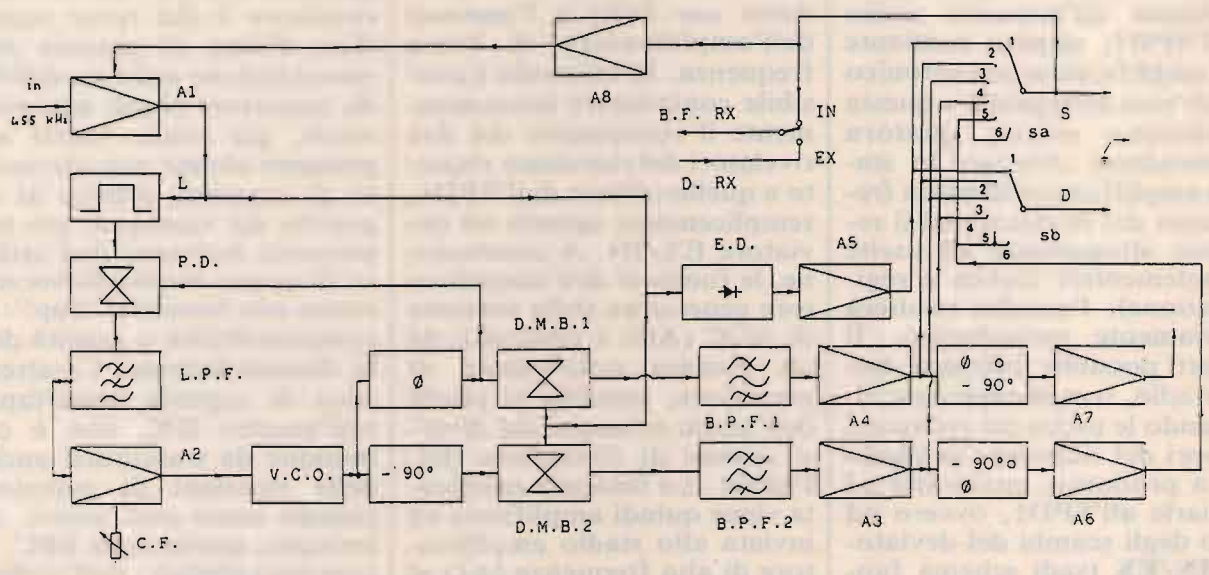 in
455 kHz
A1
A8
B.F. RX
IN
EX
D. RX
1
2
3
4
5
6
S
sa
1
2
3
4
5
6
D
sb
L.
P.D.
E.D.
A5
D.M.B.1
L.P.F.
Ø
B.P.F.1
A4
Ø o
- 90°
A7
A2
V.C.O.
- 90°
D.M.B.2
B.P.F.2
A3
- 90°o
Ø
A6
C.F.